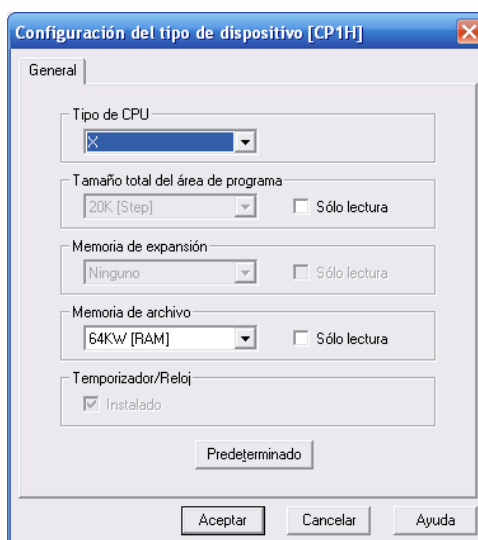 Configuración del tipo de dispositivo [CP1H]
General
Tipo de CPU
X
Tamaño total del área de programa
20K [Step]
Sólo lectura
Memoria de expansión
Ninguno
Sólo lectura
Memoria de archivo
64KW [RAM]
Sólo lectura
Temporizador/Reloj
Instalado
Predeterminado
Aceptar Cancelar Ayuda